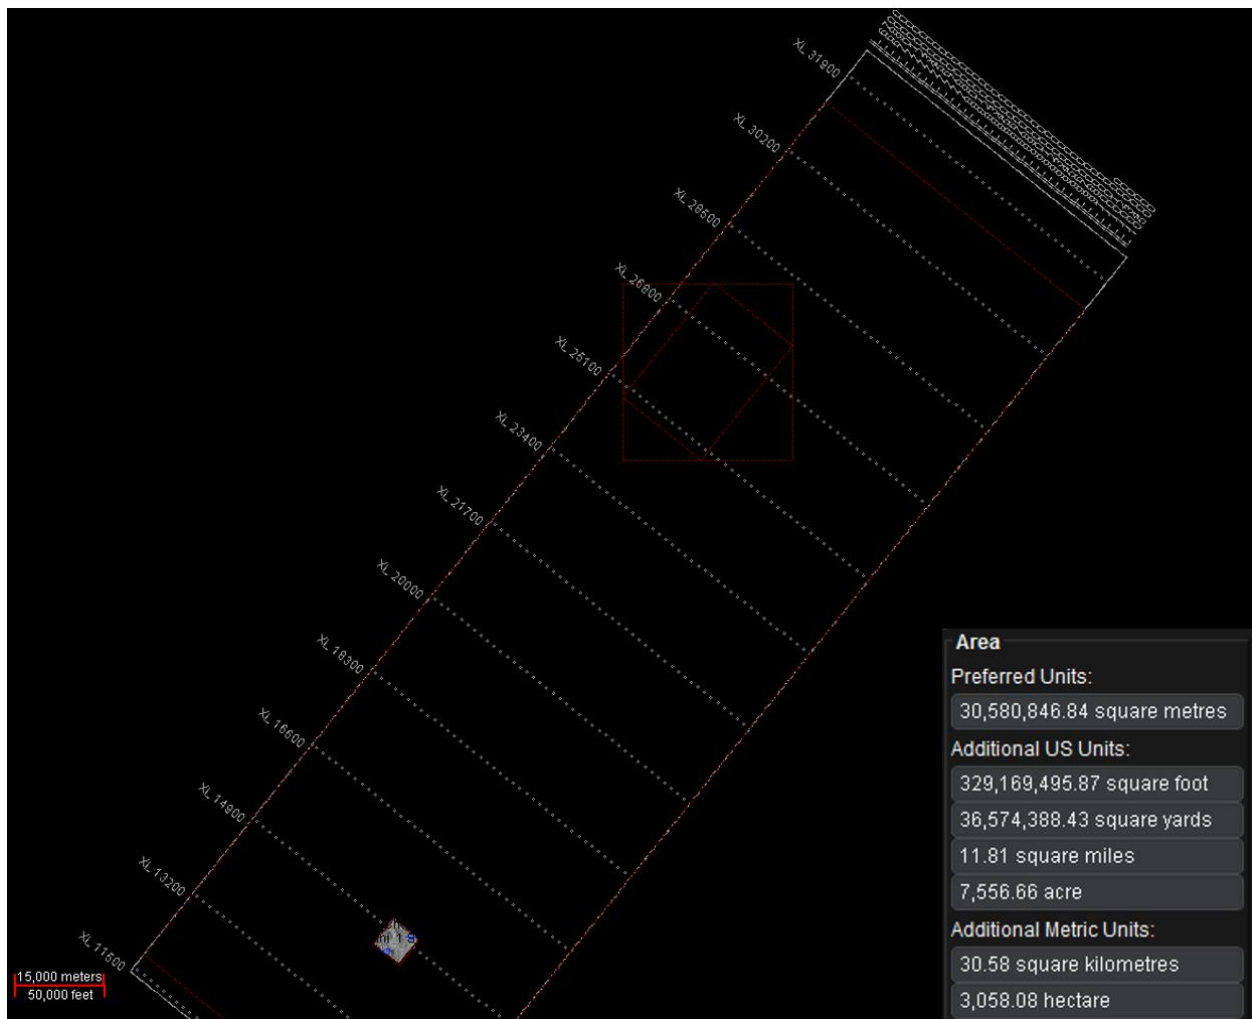 XL 31900
XL 30200
XL 28500
XL 26800
XL 25100
XL 23400
XL 21700
XL 20000
XL 18300
XL 16600
XL 14900
XL 13200
XL 11500
15,000 meters
50,000 feet
Area
Preferred Units:
30,580,846.84 square metres
Additional US Units:
329,169,495.87 square foot
36,574,388.43 square yards
11.81 square miles
7,556.66 acre
Additional Metric Units:
30.58 square kilometres
3,058.08 hectare